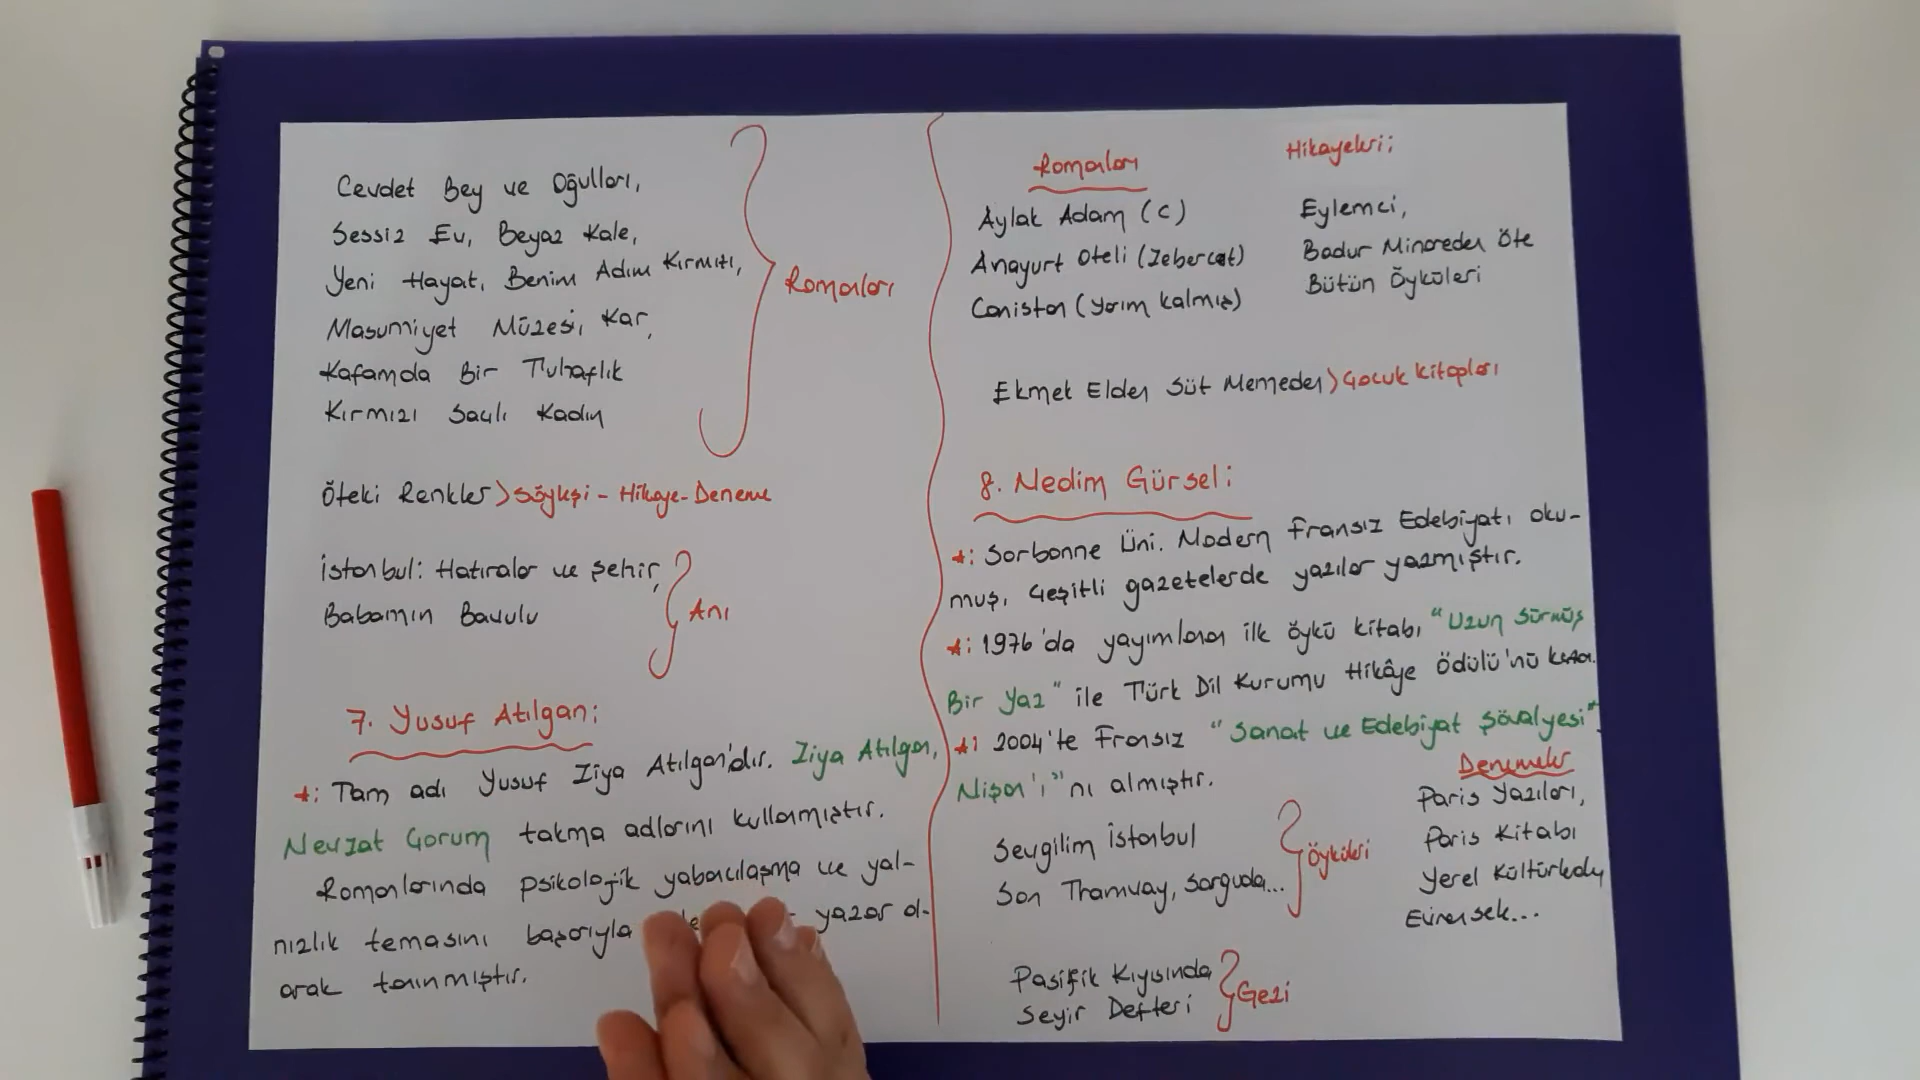 Cevdet Bey ve Oğulları,
Sessiz Ev, Beyaz Kale,
Yeni Hayat, Benim Adım Kırmızı,
Masumiyet Müzesi, Kar,
Kafamda Bir Tuhaflık
Kırmızı Saçlı Kadın
Romanları
Öteki Renkler > Söyleşi - Hikaye - Deneme
İstanbul: Hatıralar ve Şehir,
Babamın Bavulu
Anı
7. Yusuf Atılgan:
*: Tam adı Yusuf Ziya Atılgan'dır. Ziya Atılgan,
Nevzat Çorum takma adlarını kullanmıştır.
Romanlarında psikolojik yabancılaşma ve yal-
nızlık temasını başarıyla yazar ol-
arak tanınmıştır.
Romanları
Aylak Adam (C)
Anayurt Oteli (Zebercet)
Canistan (Yarım kalmış)
Hikayeleri;
Eylemci,
Bodur Minareden Öte
Bütün Öyküleri
Ekmek Elden Süt Memeden > Çocuk Kitapları
8. Nedim Gürsel:
*: Sorbonne Üni. Modern Fransız Edebiyatı oku-
muş, çeşitli gazetelerde yazılar yazmıştır.
*: 1976'da yayımlanan ilk öykü kitabı "Uzun Sürmüş
Bir Yaz" ile Türk Dil Kurumu Hikâye Ödülü'nü
*: 2004'te Fransız "Sanat ve Edebiyat Şövalyesi"
Nişan'ı"nı almıştır.
Sevgilim İstanbul
Son Tramvay, Sorguda...
Öyküleri
Pasifik Kıyısında
Seyir Defteri
Gezi
Denemeler
Paris Yazıları,
Paris Kitabı
Yerel Kültürlerden
Evrensele...